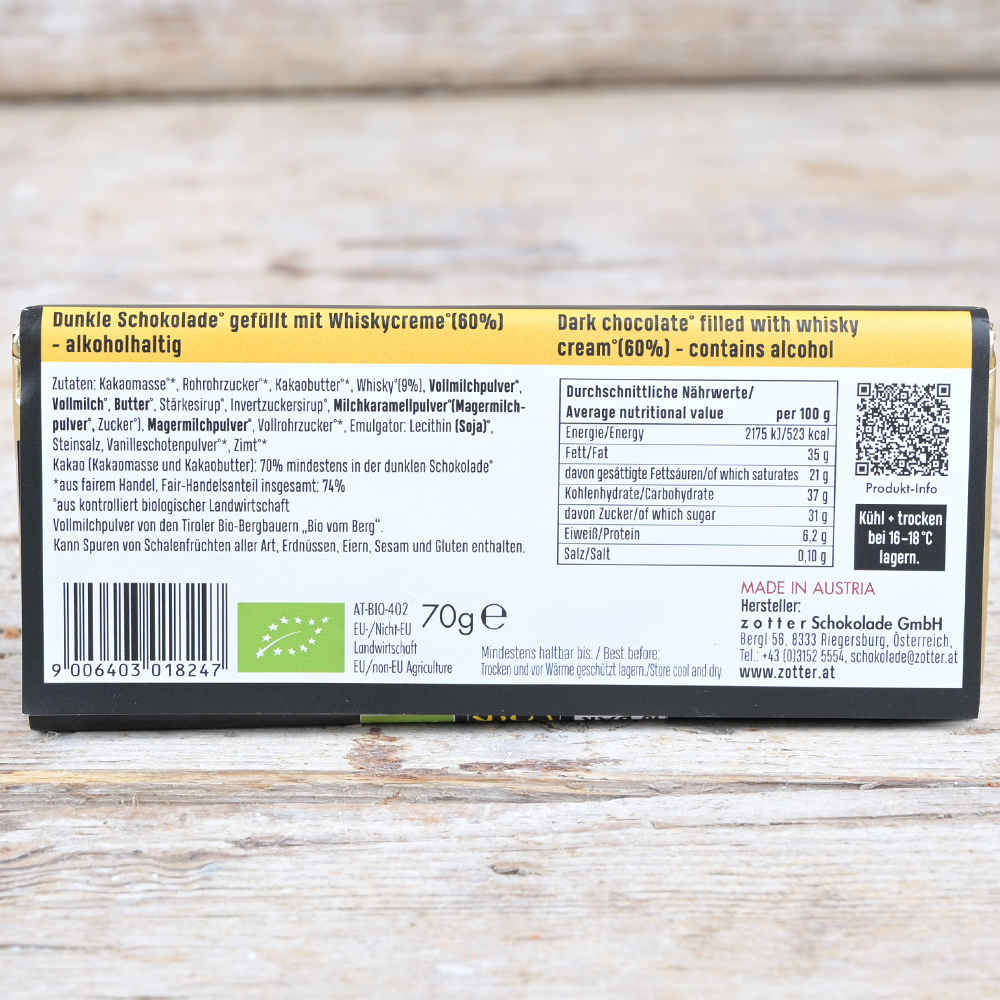 Dunkle Schokolade° gefüllt mit Whiskycreme°(60%)
- alkoholhaltig
Dark chocolate° filled with whisky
cream°(60%) - contains alcohol
Zutaten: Kakaomasse°*, Rohrohrzucker°*, Kakaobutter°*, Whisky°(9%), Vollmilchpulver°,
Vollmilch°, Butter°, Stärkesirup°, Invertzuckersirup°, Milchkaramellpulver°(Magermilch-
pulver°, Zucker°), Magermilchpulver°, Vollrohrzucker°*, Emulgator: Lecithin (Soja)°,
Steinsalz, Vanilleschotenpulver°*, Zimt°*
Kakao (Kakaomasse und Kakaobutter): 70% mindestens in der dunklen Schokolade°
*aus fairem Handel, Fair-Handelsanteil insgesamt: 74%
°aus kontrolliert biologischer Landwirtschaft
Vollmilchpulver von den Tiroler Bio-Bergbauern „Bio vom Berg“.
Kann Spuren von Schalenfrüchten aller Art, Erdnüssen, Eiern, Sesam und Gluten enthalten.
Durchschnittliche Nährwerte/
Average nutritional value per 100 g
Energie/Energy 2175 kJ/523 kcal
Fett/Fat 35 g
davon gesättigte Fettsäuren/of which saturates 21 g
Kohlenhydrate/Carbohydrate 37 g
davon Zucker/of which sugar 31 g
Eiweiß/Protein 6,2 g
Salz/Salt 0,10 g
Produkt-Info
Kühl + trocken
bei 16-18°C
lagern.
9 006403 018247
AT-BIO-402
EU-/Nicht-EU
Landwirtschaft
EU/non-EU Agriculture
70g e
Mindestens haltbar bis: / Best before:
Trocken und vor Wärme geschützt lagern./Store cool and dry.
MADE IN AUSTRIA
Hersteller:
zotter Schokolade GmbH
Bergl 56, 8333 Riegersburg, Österreich,
Tel.: +43 (0)3152 5554, schokolade@zotter.at
www.zotter.at